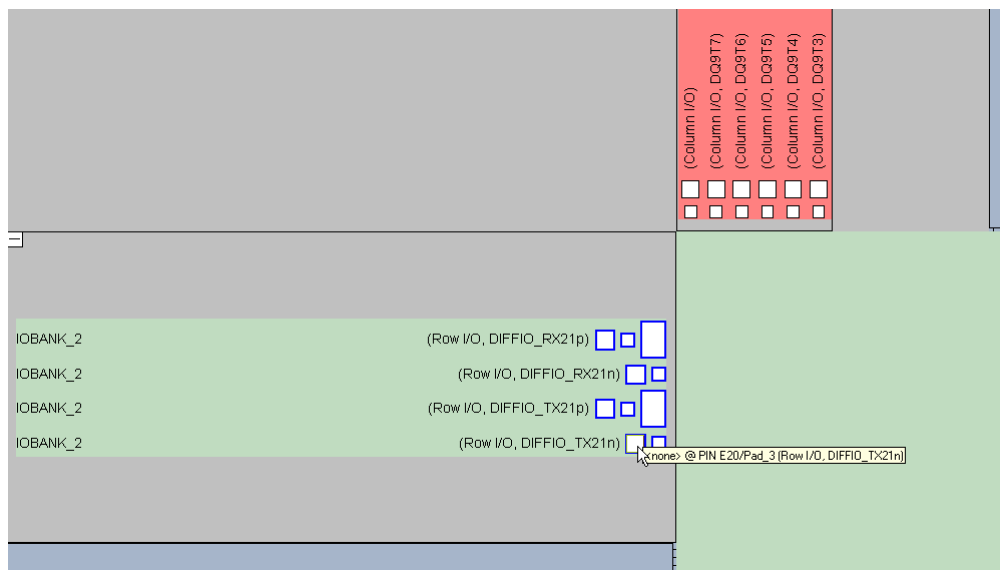 (Column I/O)
(Column I/O, DQ9T7)
(Column I/O, DQ9T6)
(Column I/O, DQ9T5)
(Column I/O, DQ9T4)
(Column I/O, DQ9T3)
IOBANK_2 (Row I/O, DIFFIO_RX21p)
IOBANK_2 (Row I/O, DIFFIO_RX21n)
IOBANK_2 (Row I/O, DIFFIO_TX21p)
IOBANK_2 (Row I/O, DIFFIO_TX21n)
<none> @ PIN E20/Pad_3 (Row I/O, DIFFIO_TX21n)